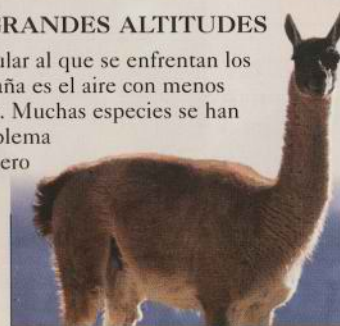 GRANDES ALTITUDES
ular al que se enfrentan los
aña es el aire con menos
. Muchas especies se han
blema
ero